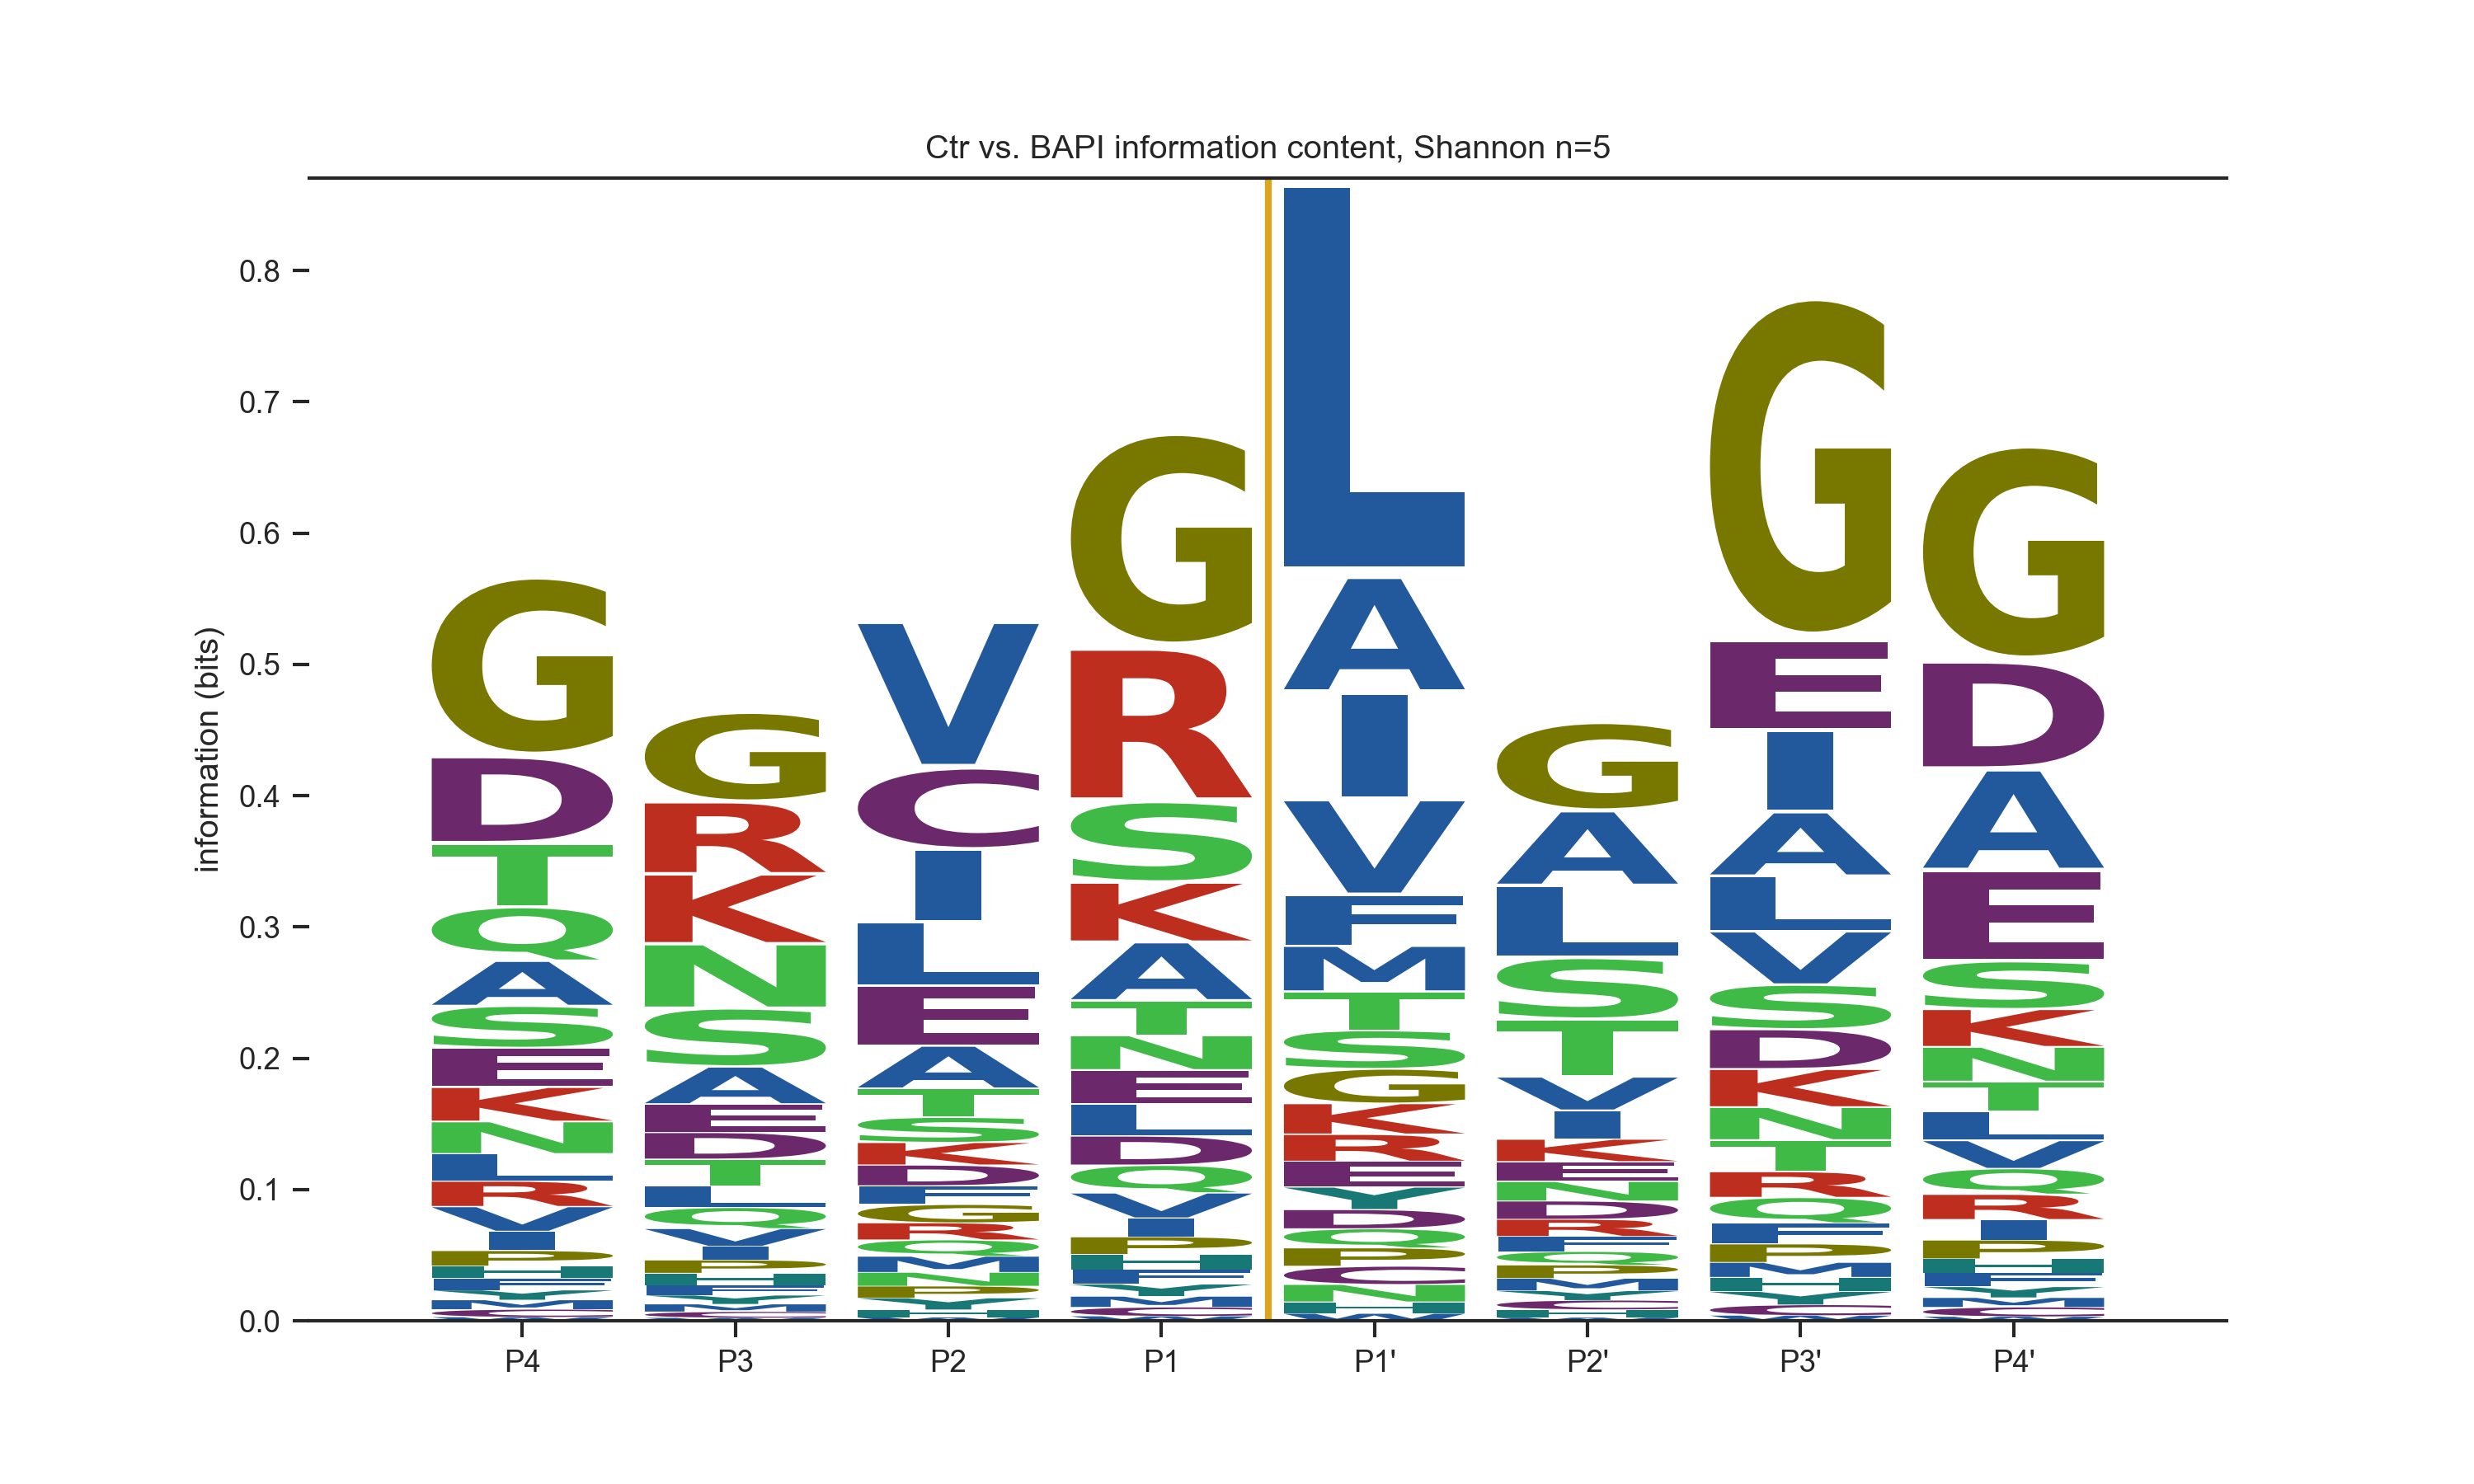 Ctr vs. BAPI information content, Shannon n=5
information (bits)
0.8
0.7
0.6
0.5
0.4
0.3
0.2
0.1
0.0
G D T Q A S E K N L R V I P H F Y M C W
G R K N S A E D T L Q V I P H F Y M C W
V C I L E A T S K D F G R Q M N P Y H W
G R S K A T N E L D Q V I P H F Y M C W
L A I V F M T S G K R E Y D Q P C N H W
G A L S T V I K E N D R F Q P M Y C H W
G E I A L V S D K N T R Q F P M H Y C W
G D A E S K N T L V Q R I P H F Y M C W
P4 P3 P2 P1 P1' P2' P3' P4'